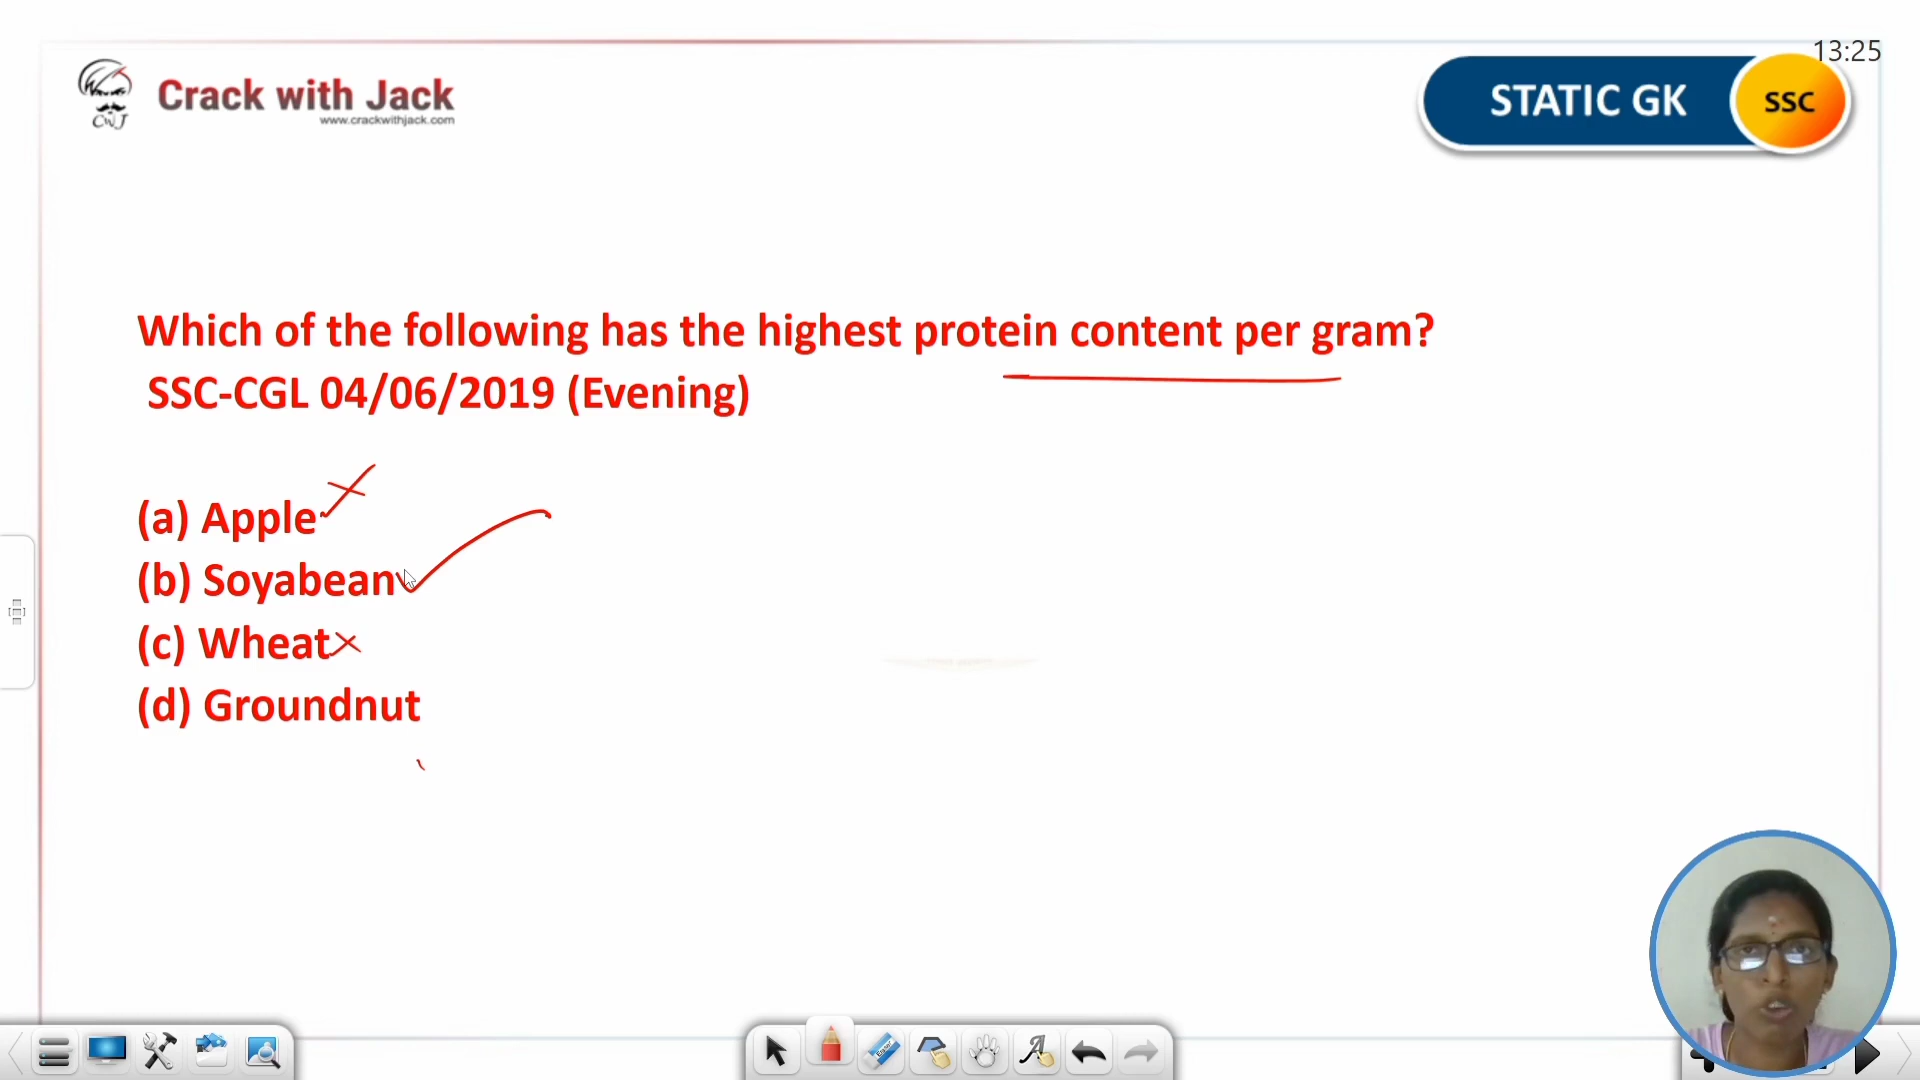 13:25
Crack with Jack
www.crackwithjack.com
CWJ
STATIC GK
SSC
Which of the following has the highest protein content per gram?
SSC-CGL 04/06/2019 (Evening)
(a) Apple
(b) Soyabean
(c) Wheat
(d) Groundnut